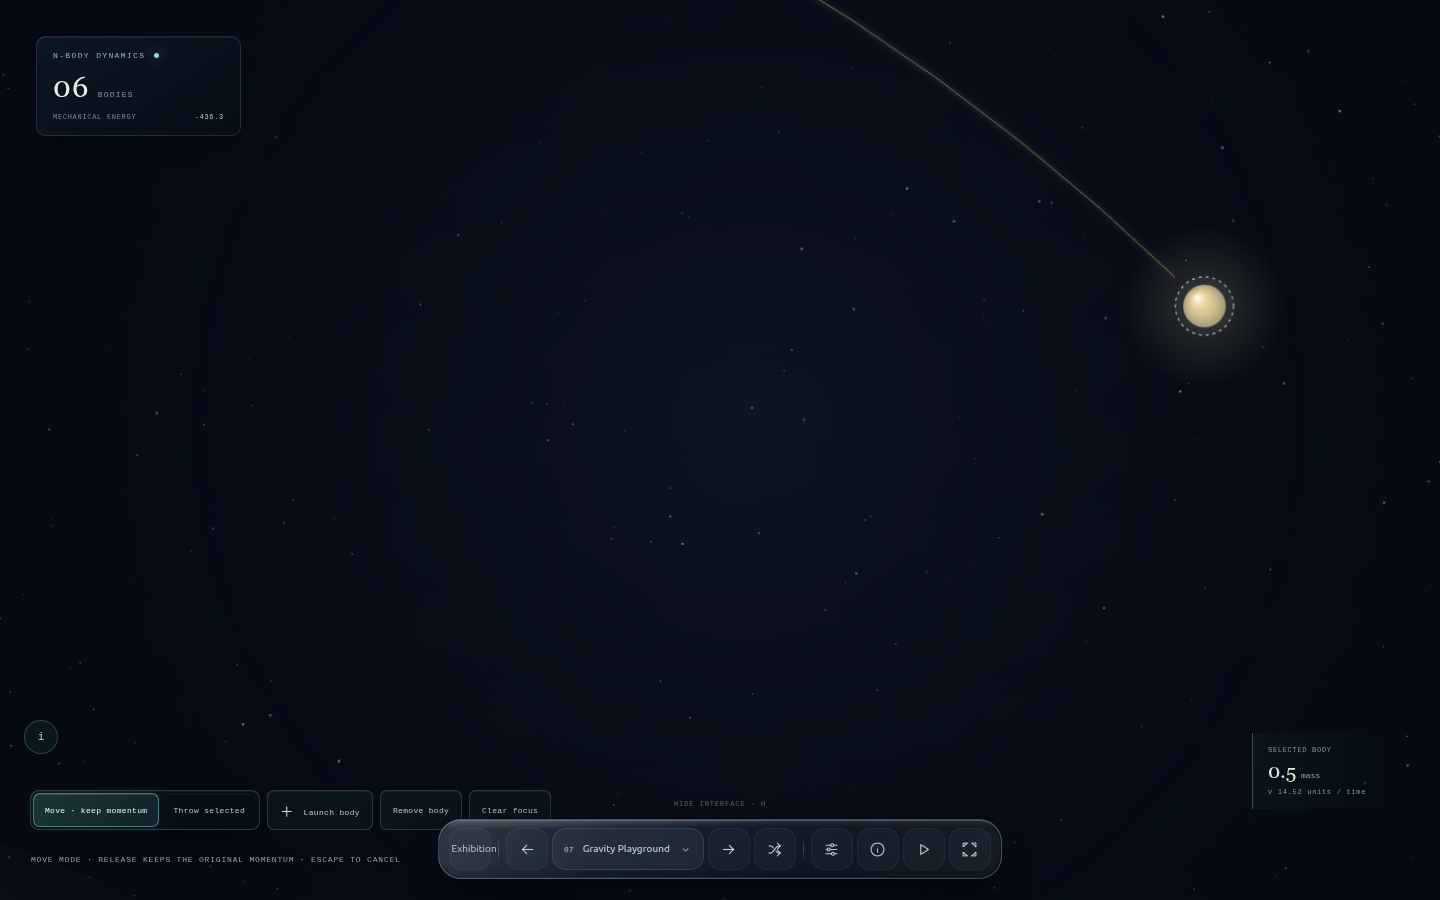 N-BODY DYNAMICS
06 BODIES
MECHANICAL ENERGY -436.3
i
SELECTED BODY
0.5 mass
v 14.52 units / time
Move · keep momentum
Throw selected
Launch body
Remove body
Clear focus
HIDE INTERFACE · H
MOVE MODE · RELEASE KEEPS THE ORIGINAL MOMENTUM · ESCAPE TO CANCEL
Exhibition
07 Gravity Playground